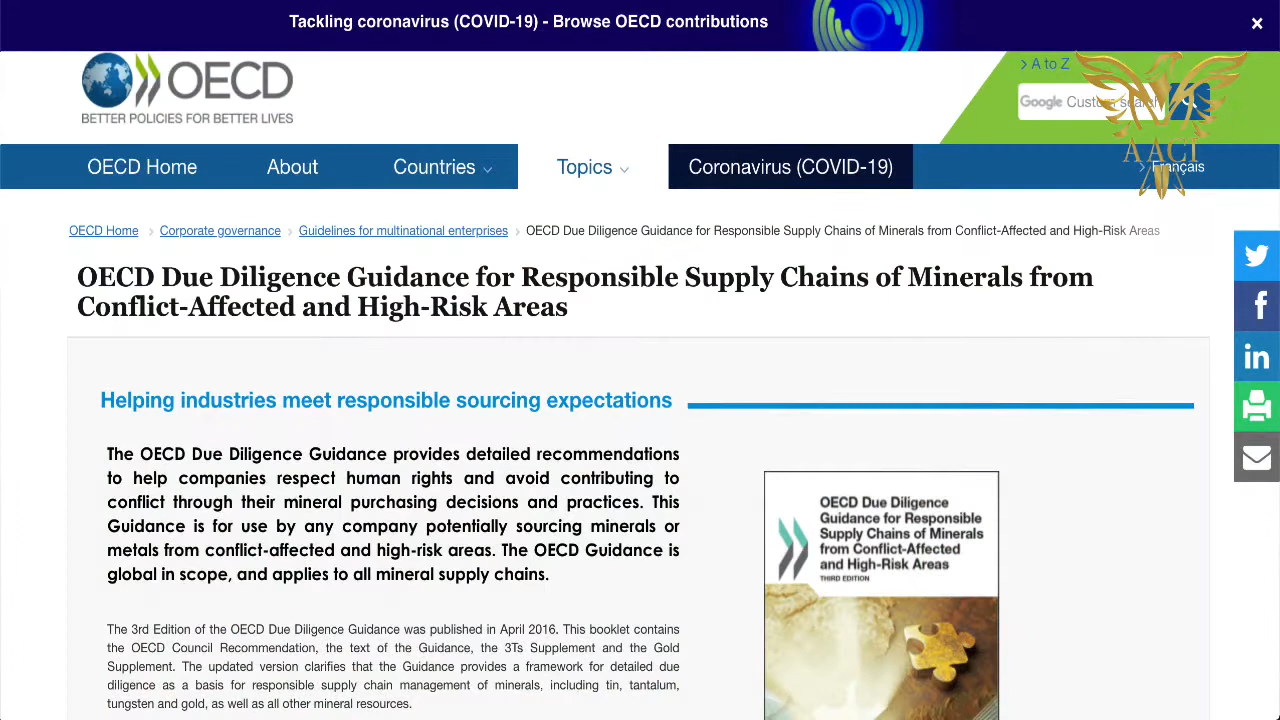 Tackling coronavirus (COVID-19) - Browse OECD contributions
×
OECD
BETTER POLICIES FOR BETTER LIVES
> A to Z
Google Custom search
AACI
OECD Home
About
Countries
Topics
Coronavirus (COVID-19)
> Français
OECD Home > Corporate governance > Guidelines for multinational enterprises > OECD Due Diligence Guidance for Responsible Supply Chains of Minerals from Conflict-Affected and High-Risk Areas
OECD Due Diligence Guidance for Responsible Supply Chains of Minerals from
Conflict-Affected and High-Risk Areas
Helping industries meet responsible sourcing expectations
The OECD Due Diligence Guidance provides detailed recommendations
to help companies respect human rights and avoid contributing to
conflict through their mineral purchasing decisions and practices. This
Guidance is for use by any company potentially sourcing minerals or
metals from conflict-affected and high-risk areas. The OECD Guidance is
global in scope, and applies to all mineral supply chains.
The 3rd Edition of the OECD Due Diligence Guidance was published in April 2016. This booklet contains
the OECD Council Recommendation, the text of the Guidance, the 3Ts Supplement and the Gold
Supplement. The updated version clarifies that the Guidance provides a framework for detailed due
diligence as a basis for responsible supply chain management of minerals, including tin, tantalum,
tungsten and gold, as well as all other mineral resources.
OECD Due Diligence
Guidance for Responsible
Supply Chains of Minerals
from Conflict-Affected
and High-Risk Areas
THIRD EDITION
f
in